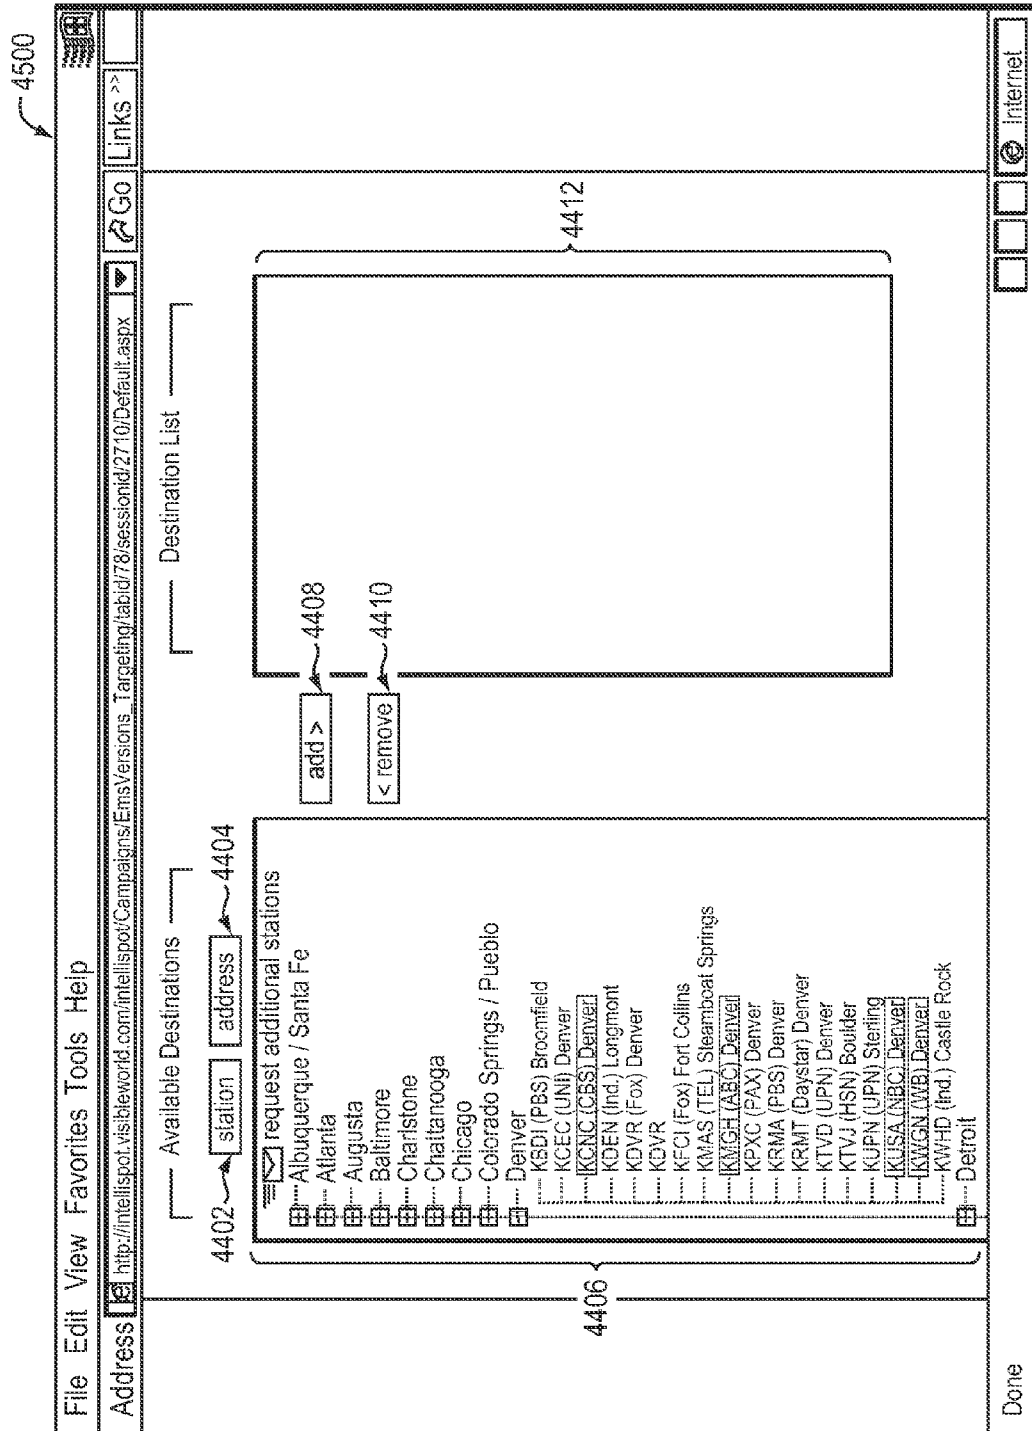 4500
File Edit View Favorites Tools Help
Address http://intellispot.visibleworld.com/intellispot/Campaigns/EmsVersions_Targeting/tabid/78/sessionid/2710/Default.aspx Go Links >>
Available Destinations
Destination List
4402 station address 4404
request additional stations
Albuquerque / Santa Fe
Atlanta
Augusta
Baltimore
Charlstone
Chaitanooga
Chicago
Colorado Springs / Pueblo
Denver
KBDI (PBS) Broomfield
KCEC (UNI) Denver
KCNC (CBS) Denver
KDEN (Ind.) Longmont
KDVR (Fox) Denver
KDVR
KFCI (Fox) Fort Collins
KMAS (TEL) Steamboat Springs
KMGH (ABC) Denver
KPXC (PAX) Denver
KRMA (PBS) Denver
KRMT (Daystar) Denver
KTVD (UPN) Denver
KTVJ (HSN) Boulder
KUPN (UPN) Sterling
KUSA (NBC) Denver
KWGN (WB) Denver
KWHD (Ind.) Castle Rock
Detroit
4406
add > 4408
< remove 4410
4412
Done
Internet